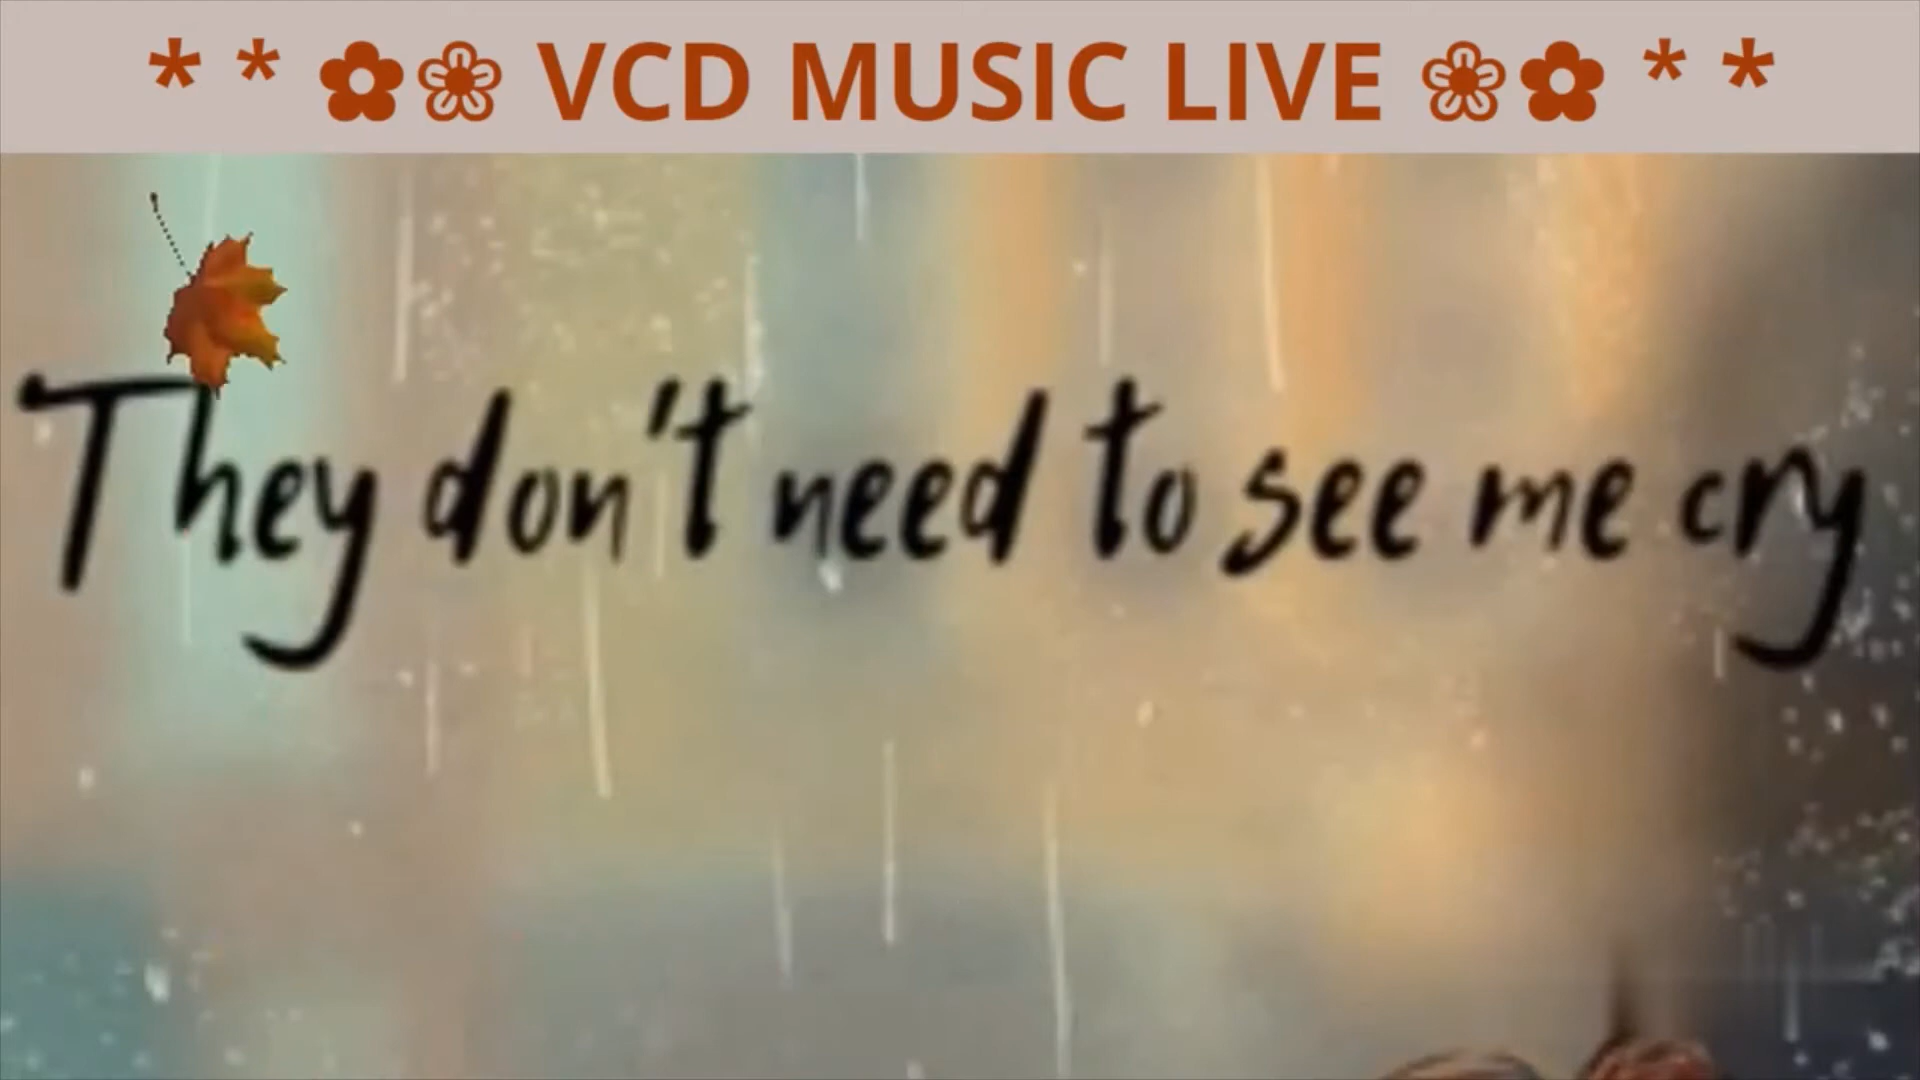 * * ✿❀ VCD MUSIC LIVE ❀✿ * *
They don't need to see me cry